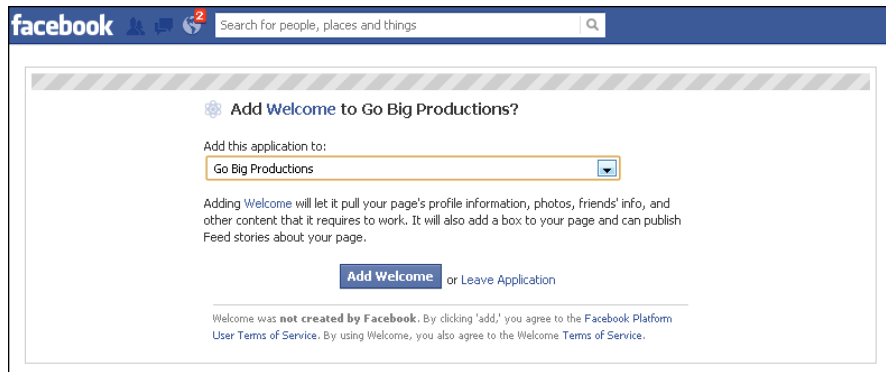 facebook 2 Search for people, places and things
Add Welcome to Go Big Productions?
Add this application to:
Go Big Productions
Adding Welcome will let it pull your page's profile information, photos, friends' info, and
other content that it requires to work. It will also add a box to your page and can publish
Feed stories about your page.
Add Welcome or Leave Application
Welcome was not created by Facebook. By clicking 'add,' you agree to the Facebook Platform
User Terms of Service. By using Welcome, you also agree to the Welcome Terms of Service.